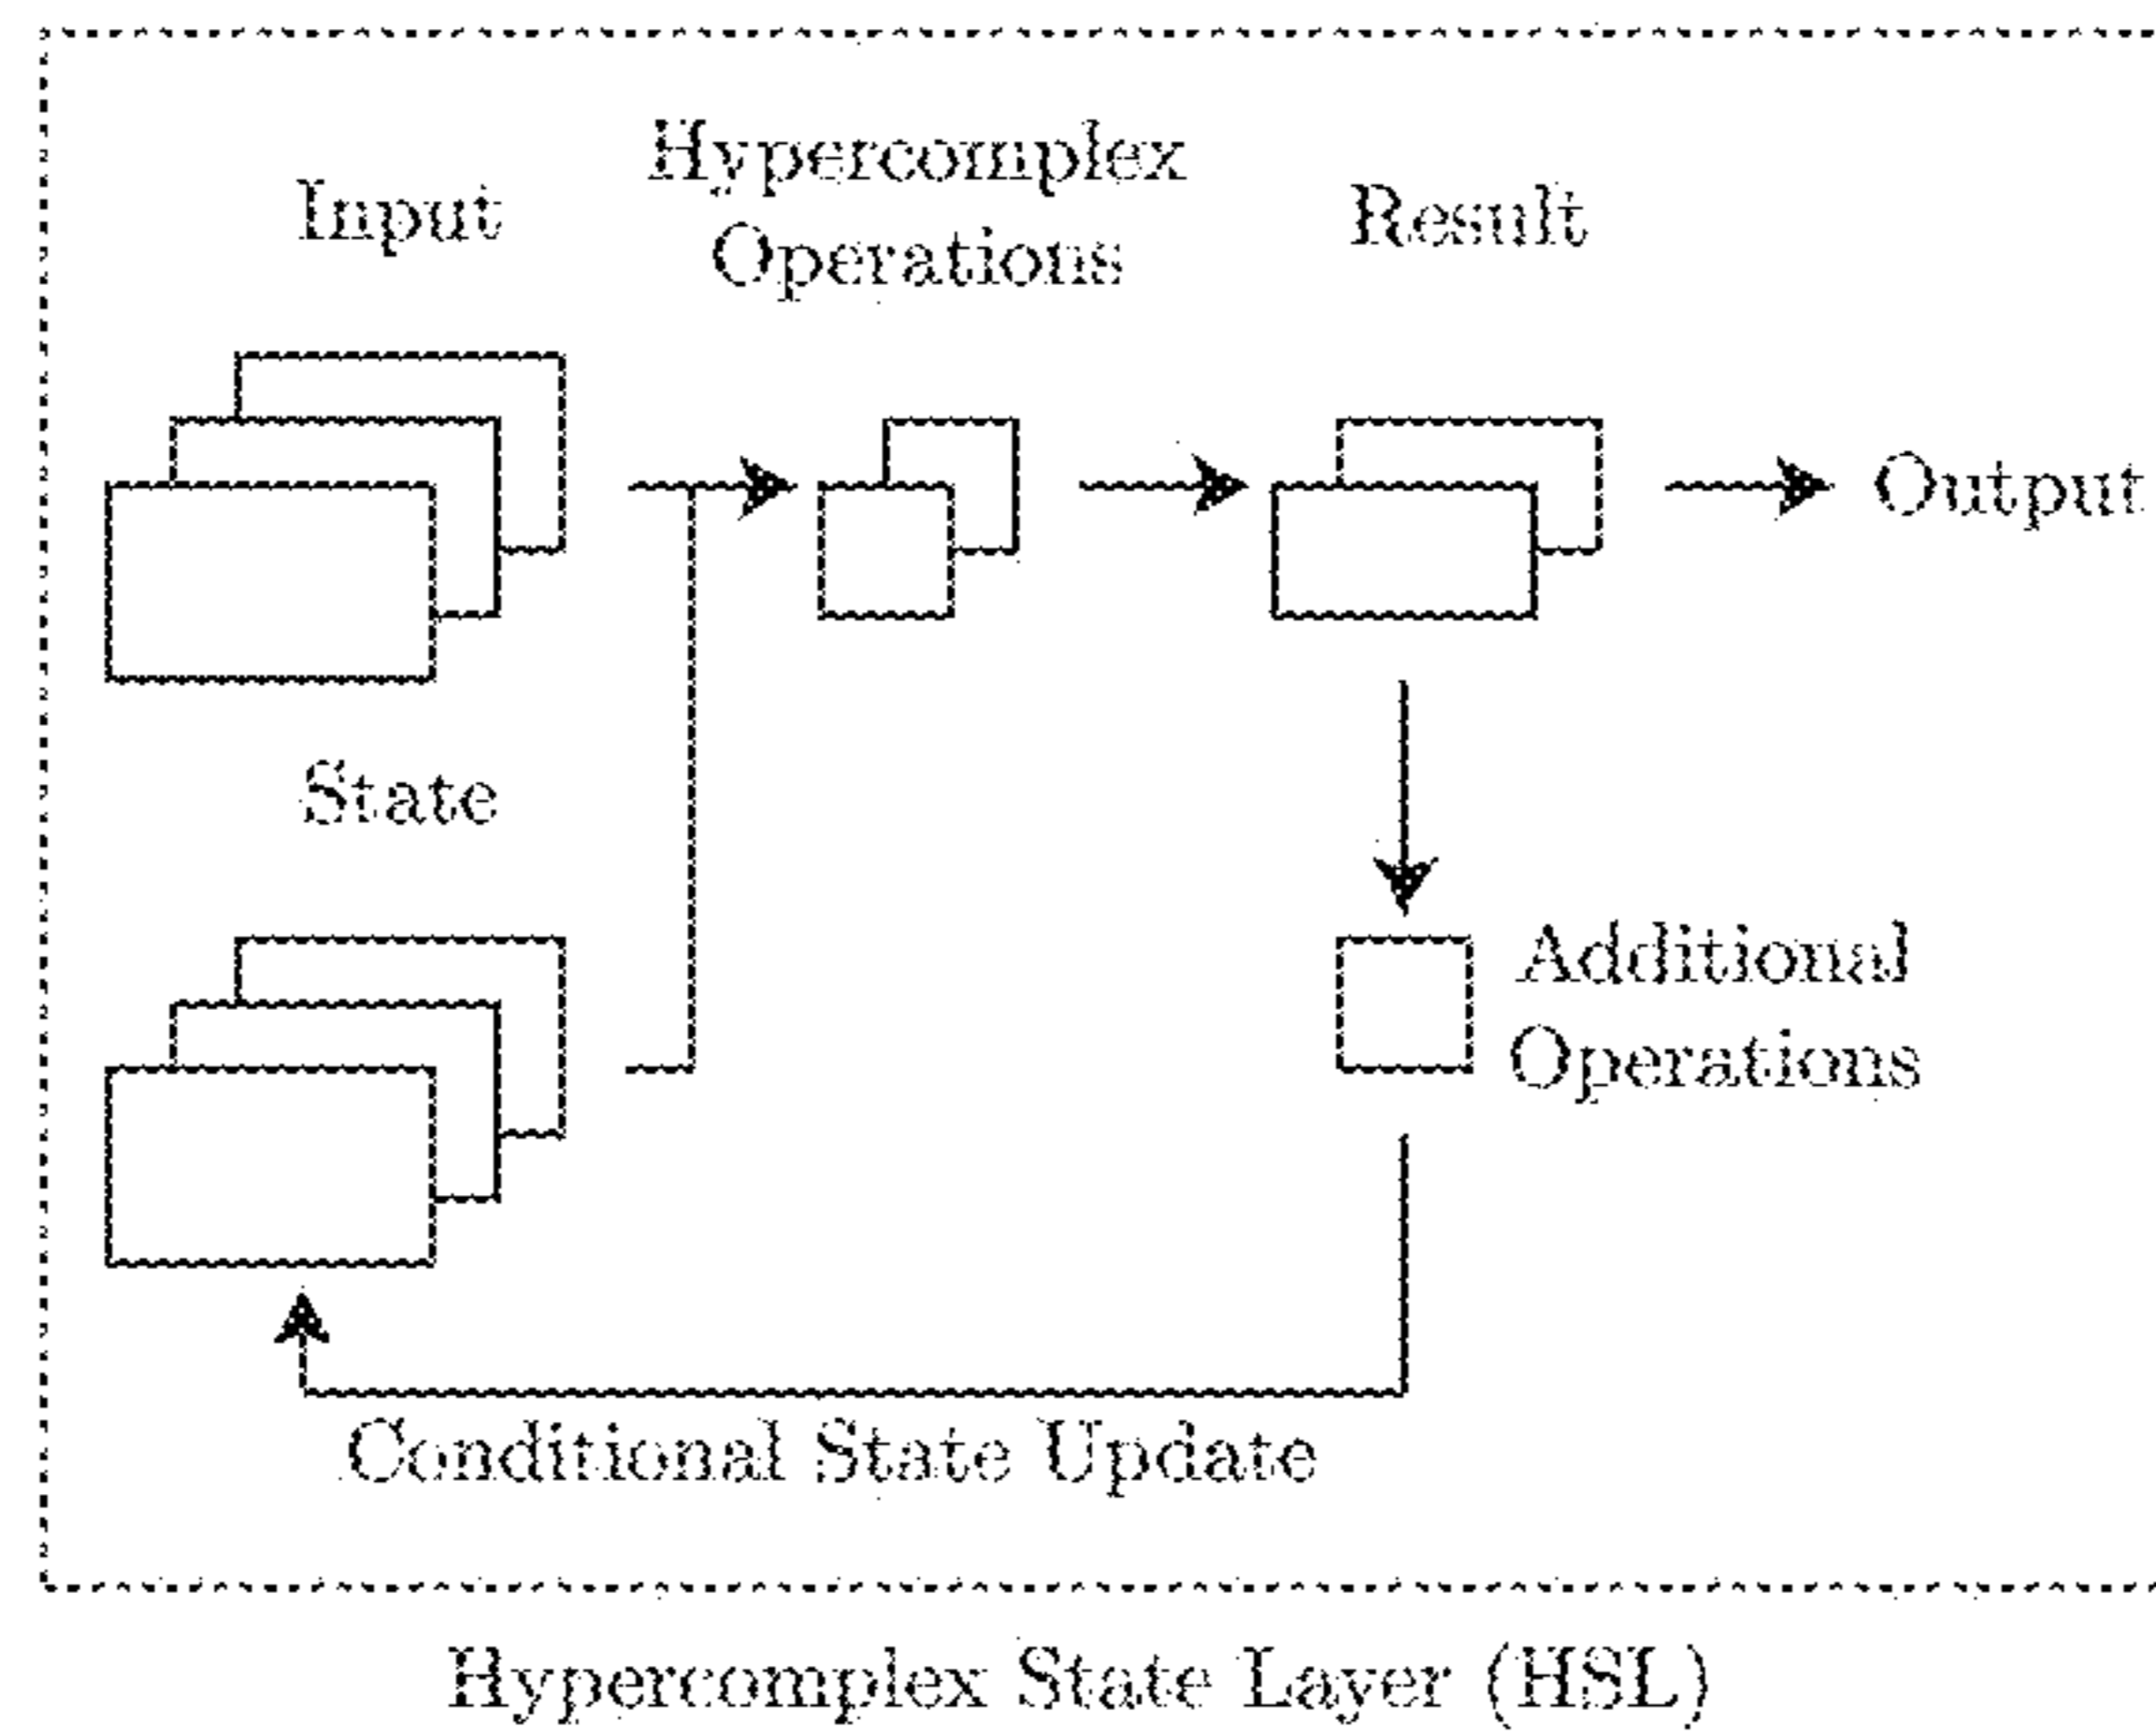 Input
Hypercomplex
Operations
Result
Output
State
Additional
Operations
Conditional State Update
Hypercomplex State Layer (HSL)